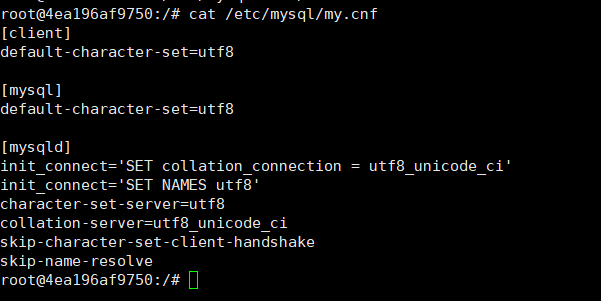 root@4ea196af9750:/# cat /etc/mysql/my.cnf
[client]
default-character-set=utf8
[mysql]
default-character-set=utf8
[mysqld]
init_connect='SET collation_connection = utf8_unicode_ci'
init_connect='SET NAMES utf8'
character-set-server=utf8
collation-server=utf8_unicode_ci
skip-character-set-client-handshake
skip-name-resolve
root@4ea196af9750:/#